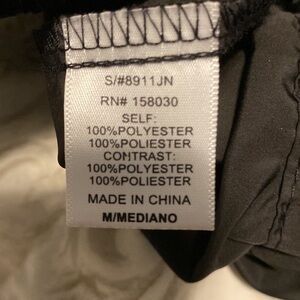 S/#8911JN
RN# 158030
SELF:
100%POLYESTER
100%POLIESTER
CONTRAST:
100%POLYESTER
100%POLIESTER
MADE IN CHINA
M/MEDIANO